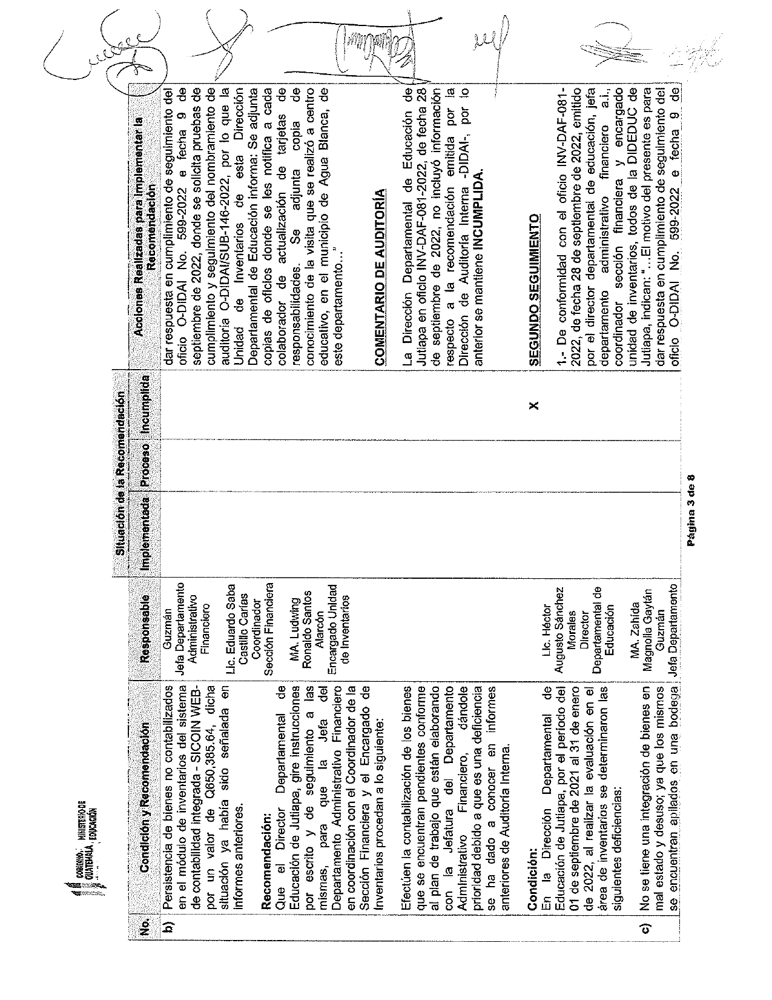 GOBIERNO DE
GUATEMALA
MINISTERIO DE
EDUCACIÓN
No.
Condición y Recomendación
Responsable
Situación de la Recomendación
Implementada
Proceso
Incumplida
Acciones Realizadas para Implementar la
Recomendación
b)
Persistencia de bienes no contabilizados
en el módulo de inventarios del sistema
de contabilidad integrada - SICOIN WEB-
por un valor de Q650,385.64, dicha
situación ya había sido señalada en
informes anteriores.
Recomendación:
Que el Director Departamental de
Educación de Jutiapa, gire instrucciones
por escrito y de seguimiento a las
mismas, para que la Jefa del
Departamento Administrativo Financiero
en coordinación con el Coordinador de la
Sección Financiera y el Encargado de
Inventarios procedan a lo siguiente:
Efectúen la contabilización de los bienes
que se encuentran pendientes conforme
al plan de trabajo que están elaborando
con la Jefatura del Departamento
Administrativo Financiero, dándole
prioridad debido a que es una deficiencia
se ha dado a conocer en informes
anteriores de Auditoría Interna.
Condición:
En la Dirección Departamental de
Educación de Jutiapa, por el período del
01 de septiembre de 2021 al 31 de enero
de 2022, al realizar la evaluación en el
área de inventarios se determinaron las
siguientes deficiencias:
c)
No se tiene una integración de bienes en
mal estado y desuso; ya que los mismos
se encuentran apilados en una bodega
Guzmán
Jefa Departamento
Administrativo
Financiero
Lic. Eduardo Saba
Castillo Carías
Coordinador
Sección Financiera
MA. Ludwing
Ronaldo Santos
Alarcón
Encargado Unidad
de Inventarios
Lic. Héctor
Augusto Sánchez
Morales
Director
Departamental de
Educación
MA. Zahida
Magnolia Gaytán
Guzmán
Jefa Departamento
X
dar respuesta en cumplimiento de seguimiento del
oficio O-DIDAI No. 599-2022 e fecha 9 de
septiembre de 2022, donde se solicita pruebas de
cumplimiento y seguimiento del nombramiento de
auditoría O-DIDAI/SUB-146-2022, por lo que la
Unidad de Inventarios de esta Dirección
Departamental de Educación informa: Se adjunta
copias de oficios donde se les notifica a cada
colaborador de actualización de tarjetas de
responsabilidades. Se adjunta copia de
conocimiento de la visita que se realizó a centro
educativo, en el municipio de Agua Blanca, de
este departamento…”
COMENTARIO DE AUDITORÍA
La Dirección Departamental de Educación de
Jutiapa en oficio INV-DAF-081-2022, de fecha 28
de septiembre de 2022, no incluyó información
respecto a la recomendación emitida por la
Dirección de Auditoría Interna -DIDAI-, por lo
anterior se mantiene INCUMPLIDA.
SEGUNDO SEGUIMIENTO
1.- De conformidad con el oficio INV-DAF-081-
2022, de fecha 28 de septiembre de 2022, emitido
por el director departamental de educación, jefa
departamento administrativo financiero a.i.,
coordinador sección financiera y encargado
unidad de inventarios, todos de la DIDEDUC de
Jutiapa, indican: “…El motivo del presente es para
dar respuesta en cumplimiento de seguimiento del
oficio O-DIDAI No. 599-2022 e fecha 9 de
Página 3 de 8